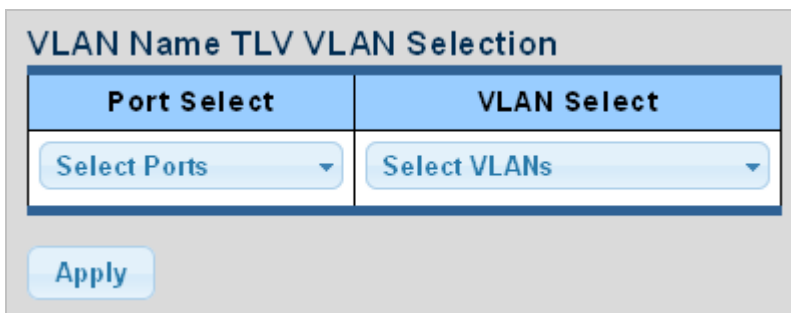 VLAN Name TLV VLAN Selection
Port Select VLAN Select
Select Ports Select VLANs
Apply